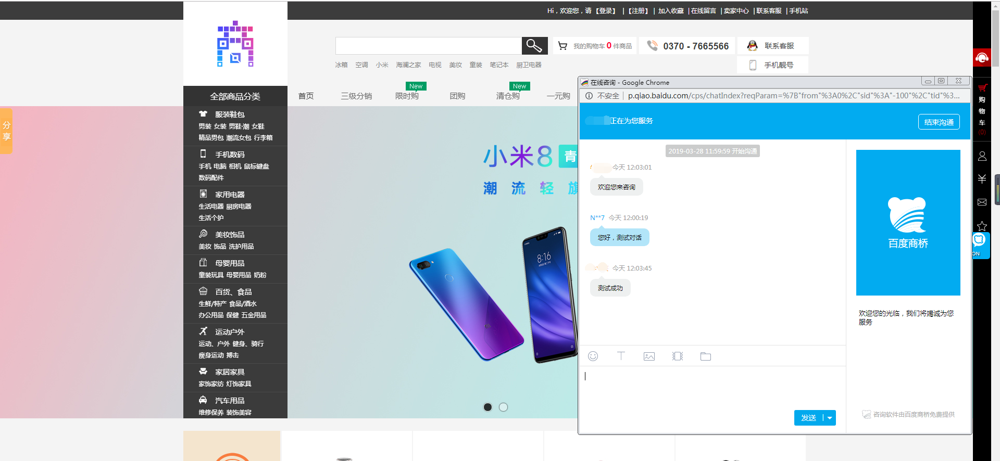 Hi，欢迎您，请 【登录】 | 【注册】 | 加入收藏 | 在线留言 | 卖家中心 | 联系客服 | 手机站
我的购物车 0 件商品
0370 - 7665566
联系客服
手机靓号
冰箱 空调 小米 海澜之家 电视 美妆 童装 笔记本 厨卫电器
New
New
全部商品分类
首页 三级分销 限时购 团购 清仓购 一元购
分享
服装鞋包
男装 女装 男鞋·潮 女鞋
精品男包 潮流女包 行李箱
手机数码
手机 电脑 相机 鼠标键盘
数码配件
家用电器
生活电器 厨房电器
生活个护
美妆饰品
美妆 饰品 洗护用品
母婴用品
童装玩具 母婴用品 奶粉
百货、食品
生鲜/特产 食品/酒水
办公用品 保健 五金用品
运动户外
运动、户外 健身、骑行
瘦身运动 搏击
家居家具
家饰家纺 灯饰家具
汽车用品
维修保养 装饰美容
小米8 青
潮 流 轻 旗
8:16
在线咨询 - Google Chrome
不安全 | p.qiao.baidu.com/cps/chatIndex?reqParam=%7B"from"%3A0%2C"sid"%3A"-100"%2C"tid"%3...
正在为您服务
结束沟通
2019-03-28 11:59:59 开始沟通
今天 12:03:01
欢迎您来咨询
N**7 今天 12:00:19
您好，测试对话
今天 12:03:45
测试成功
发送
百度商桥
欢迎您的光临，我们将竭诚为您
服务
咨询软件由百度商桥免费提供
购
物
车
(0)
ON